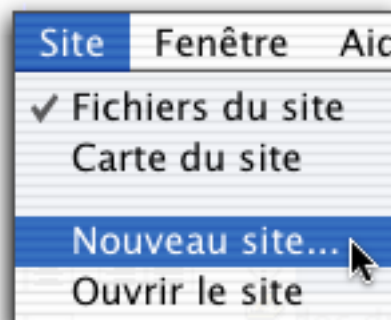 Site Fenêtre
✓ Fichiers du site
Carte du site
Nouveau site...
Ouvrir le site